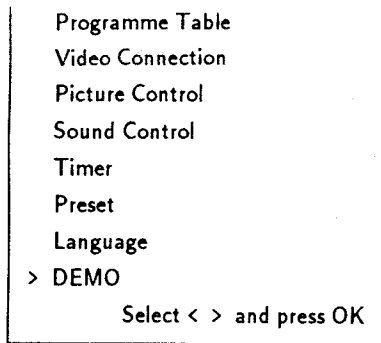 Programme Table
Video Connection
Picture Control
Sound Control
Timer
Preset
Language
> DEMO
Select < > and press OK